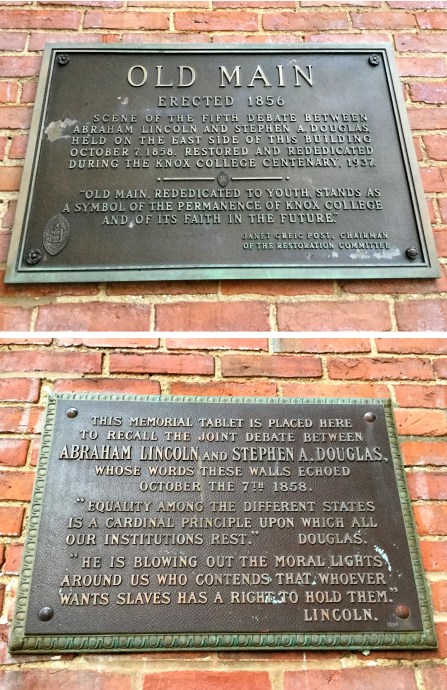 OLD MAIN
ERECTED 1856
SCENE OF THE FIFTH DEBATE BETWEEN
ABRAHAM LINCOLN AND STEPHEN A. DOUGLAS,
HELD ON THE EAST SIDE OF THIS BUILDING
OCTOBER 7, 1858. RESTORED AND REDEDICATED
DURING THE KNOX COLLEGE CENTENARY, 1937.
"OLD MAIN, REDEDICATED TO YOUTH, STANDS AS
A SYMBOL OF THE PERMANENCE OF KNOX COLLEGE
AND, OF ITS FAITH IN THE FUTURE."
JANET GREIG POST, CHAIRMAN
OF THE RESTORATION COMMITTEE
THIS MEMORIAL TABLET IS PLACED HERE
TO RECALL THE JOINT DEBATE BETWEEN
ABRAHAM LINCOLN AND STEPHEN A. DOUGLAS,
WHOSE WORDS THESE WALLS ECHOED
OCTOBER THE 7TH 1858.
"EQUALITY AMONG THE DIFFERENT STATES
IS A CARDINAL PRINCIPLE UPON WHICH ALL
OUR INSTITUTIONS REST." DOUGLAS.
"HE IS BLOWING OUT THE MORAL LIGHTS
AROUND US WHO CONTENDS THAT WHOEVER
WANTS SLAVES HAS A RIGHT TO HOLD THEM."
LINCOLN.